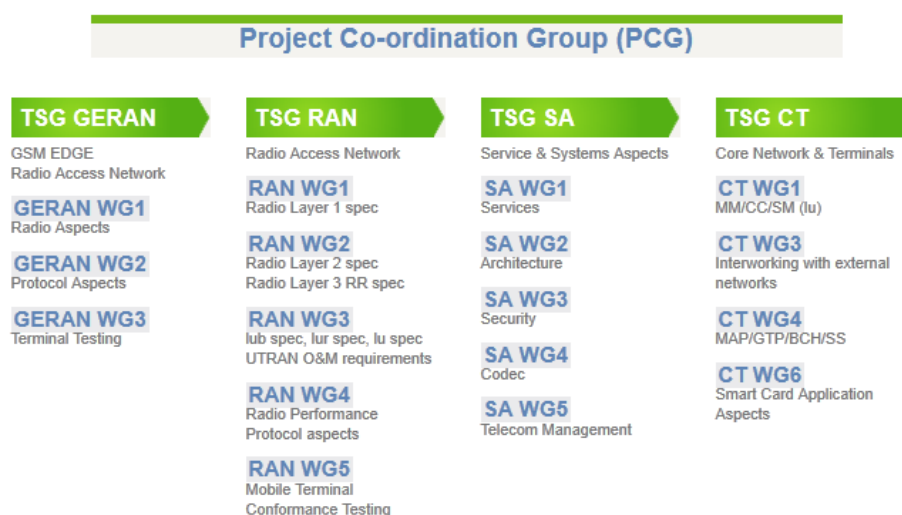 Project Co-ordination Group (PCG)
TSG GERAN
GSM EDGE
Radio Access Network
GERAN WG1
Radio Aspects
GERAN WG2
Protocol Aspects
GERAN WG3
Terminal Testing
TSG RAN
Radio Access Network
RAN WG1
Radio Layer 1 spec
RAN WG2
Radio Layer 2 spec
Radio Layer 3 RR spec
RAN WG3
Iub spec, Iur spec, Iu spec
UTRAN O&M requirements
RAN WG4
Radio Performance
Protocol aspects
RAN WG5
Mobile Terminal
Conformance Testing
TSG SA
Service & Systems Aspects
SA WG1
Services
SA WG2
Architecture
SA WG3
Security
SA WG4
Codec
SA WG5
Telecom Management
TSG CT
Core Network & Terminals
CT WG1
MM/CC/SM (Iu)
CT WG3
Interworking with external
networks
CT WG4
MAP/GTP/BCH/SS
CT WG6
Smart Card Application
Aspects